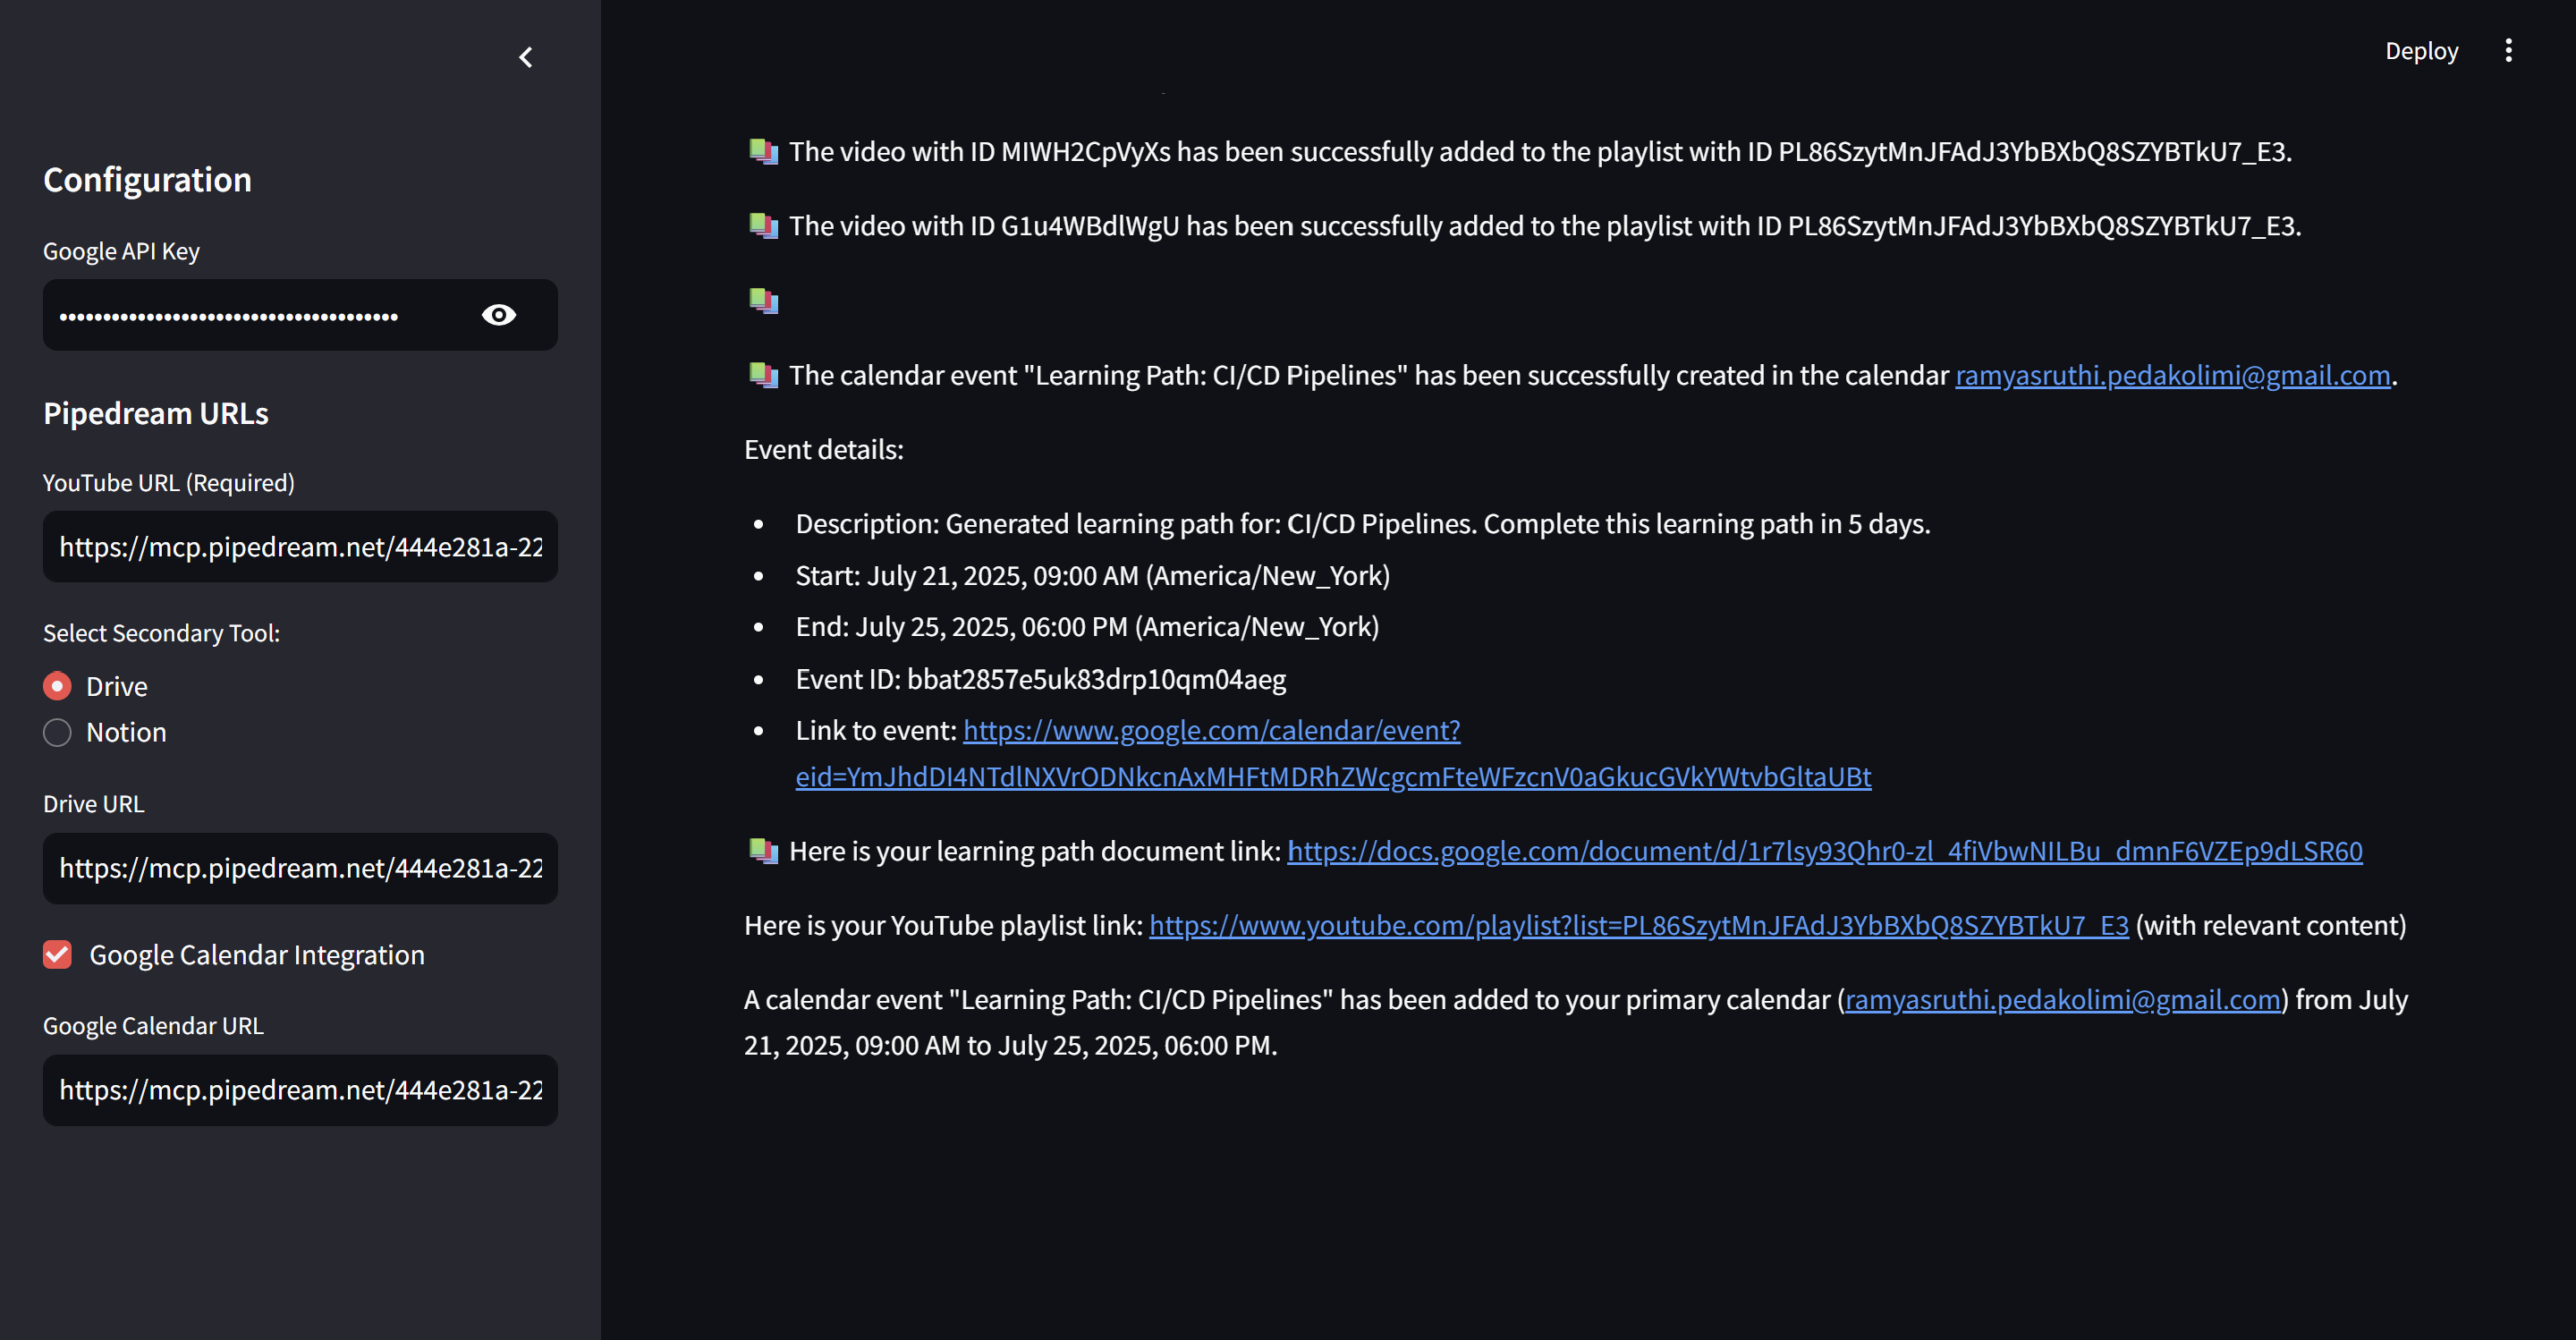 Deploy
Configuration
Google API Key
Pipedream URLs
YouTube URL (Required)
https://mcp.pipedream.net/444e281a-22
Select Secondary Tool:
Drive
Notion
Drive URL
https://mcp.pipedream.net/444e281a-22
Google Calendar Integration
Google Calendar URL
https://mcp.pipedream.net/444e281a-22
📚 The video with ID MIWH2CpVyXs has been successfully added to the playlist with ID PL86SzytMnJFAdJ3YbBXbQ8SZYBTkU7_E3.
📚 The video with ID G1u4WBdlWgU has been successfully added to the playlist with ID PL86SzytMnJFAdJ3YbBXbQ8SZYBTkU7_E3.
📚
📚 The calendar event "Learning Path: CI/CD Pipelines" has been successfully created in the calendar ramyasruthi.pedakolimi@gmail.com.
Event details:
• Description: Generated learning path for: CI/CD Pipelines. Complete this learning path in 5 days.
• Start: July 21, 2025, 09:00 AM (America/New_York)
• End: July 25, 2025, 06:00 PM (America/New_York)
• Event ID: bbat2857e5uk83drp10qm04aeg
• Link to event: https://www.google.com/calendar/event?
eid=YmJhdDI4NTdlNXVrODNkcnAxMHFtMDRhZWcgcmFteWFzcnV0aGkucGVkYWtvbGltaUBt
📚 Here is your learning path document link: https://docs.google.com/document/d/1r7lsy93Qhr0-zl_4fiVbwNILBu_dmnF6VZEp9dLSR60
Here is your YouTube playlist link: https://www.youtube.com/playlist?list=PL86SzytMnJFAdJ3YbBXbQ8SZYBTkU7_E3 (with relevant content)
A calendar event "Learning Path: CI/CD Pipelines" has been added to your primary calendar (ramyasruthi.pedakolimi@gmail.com) from July
21, 2025, 09:00 AM to July 25, 2025, 06:00 PM.